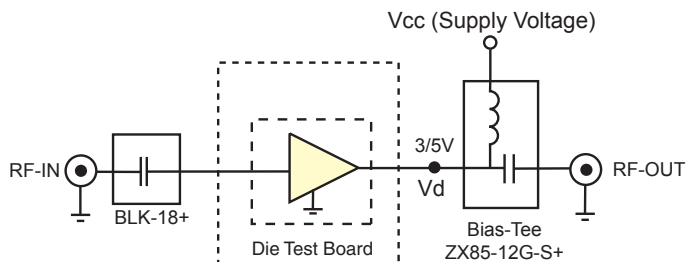 Vcc (Supply Voltage)
RF-IN
BLK-18+
Die Test Board
3/5V
Vd
Bias-Tee
ZX85-12G-S+
RF-OUT